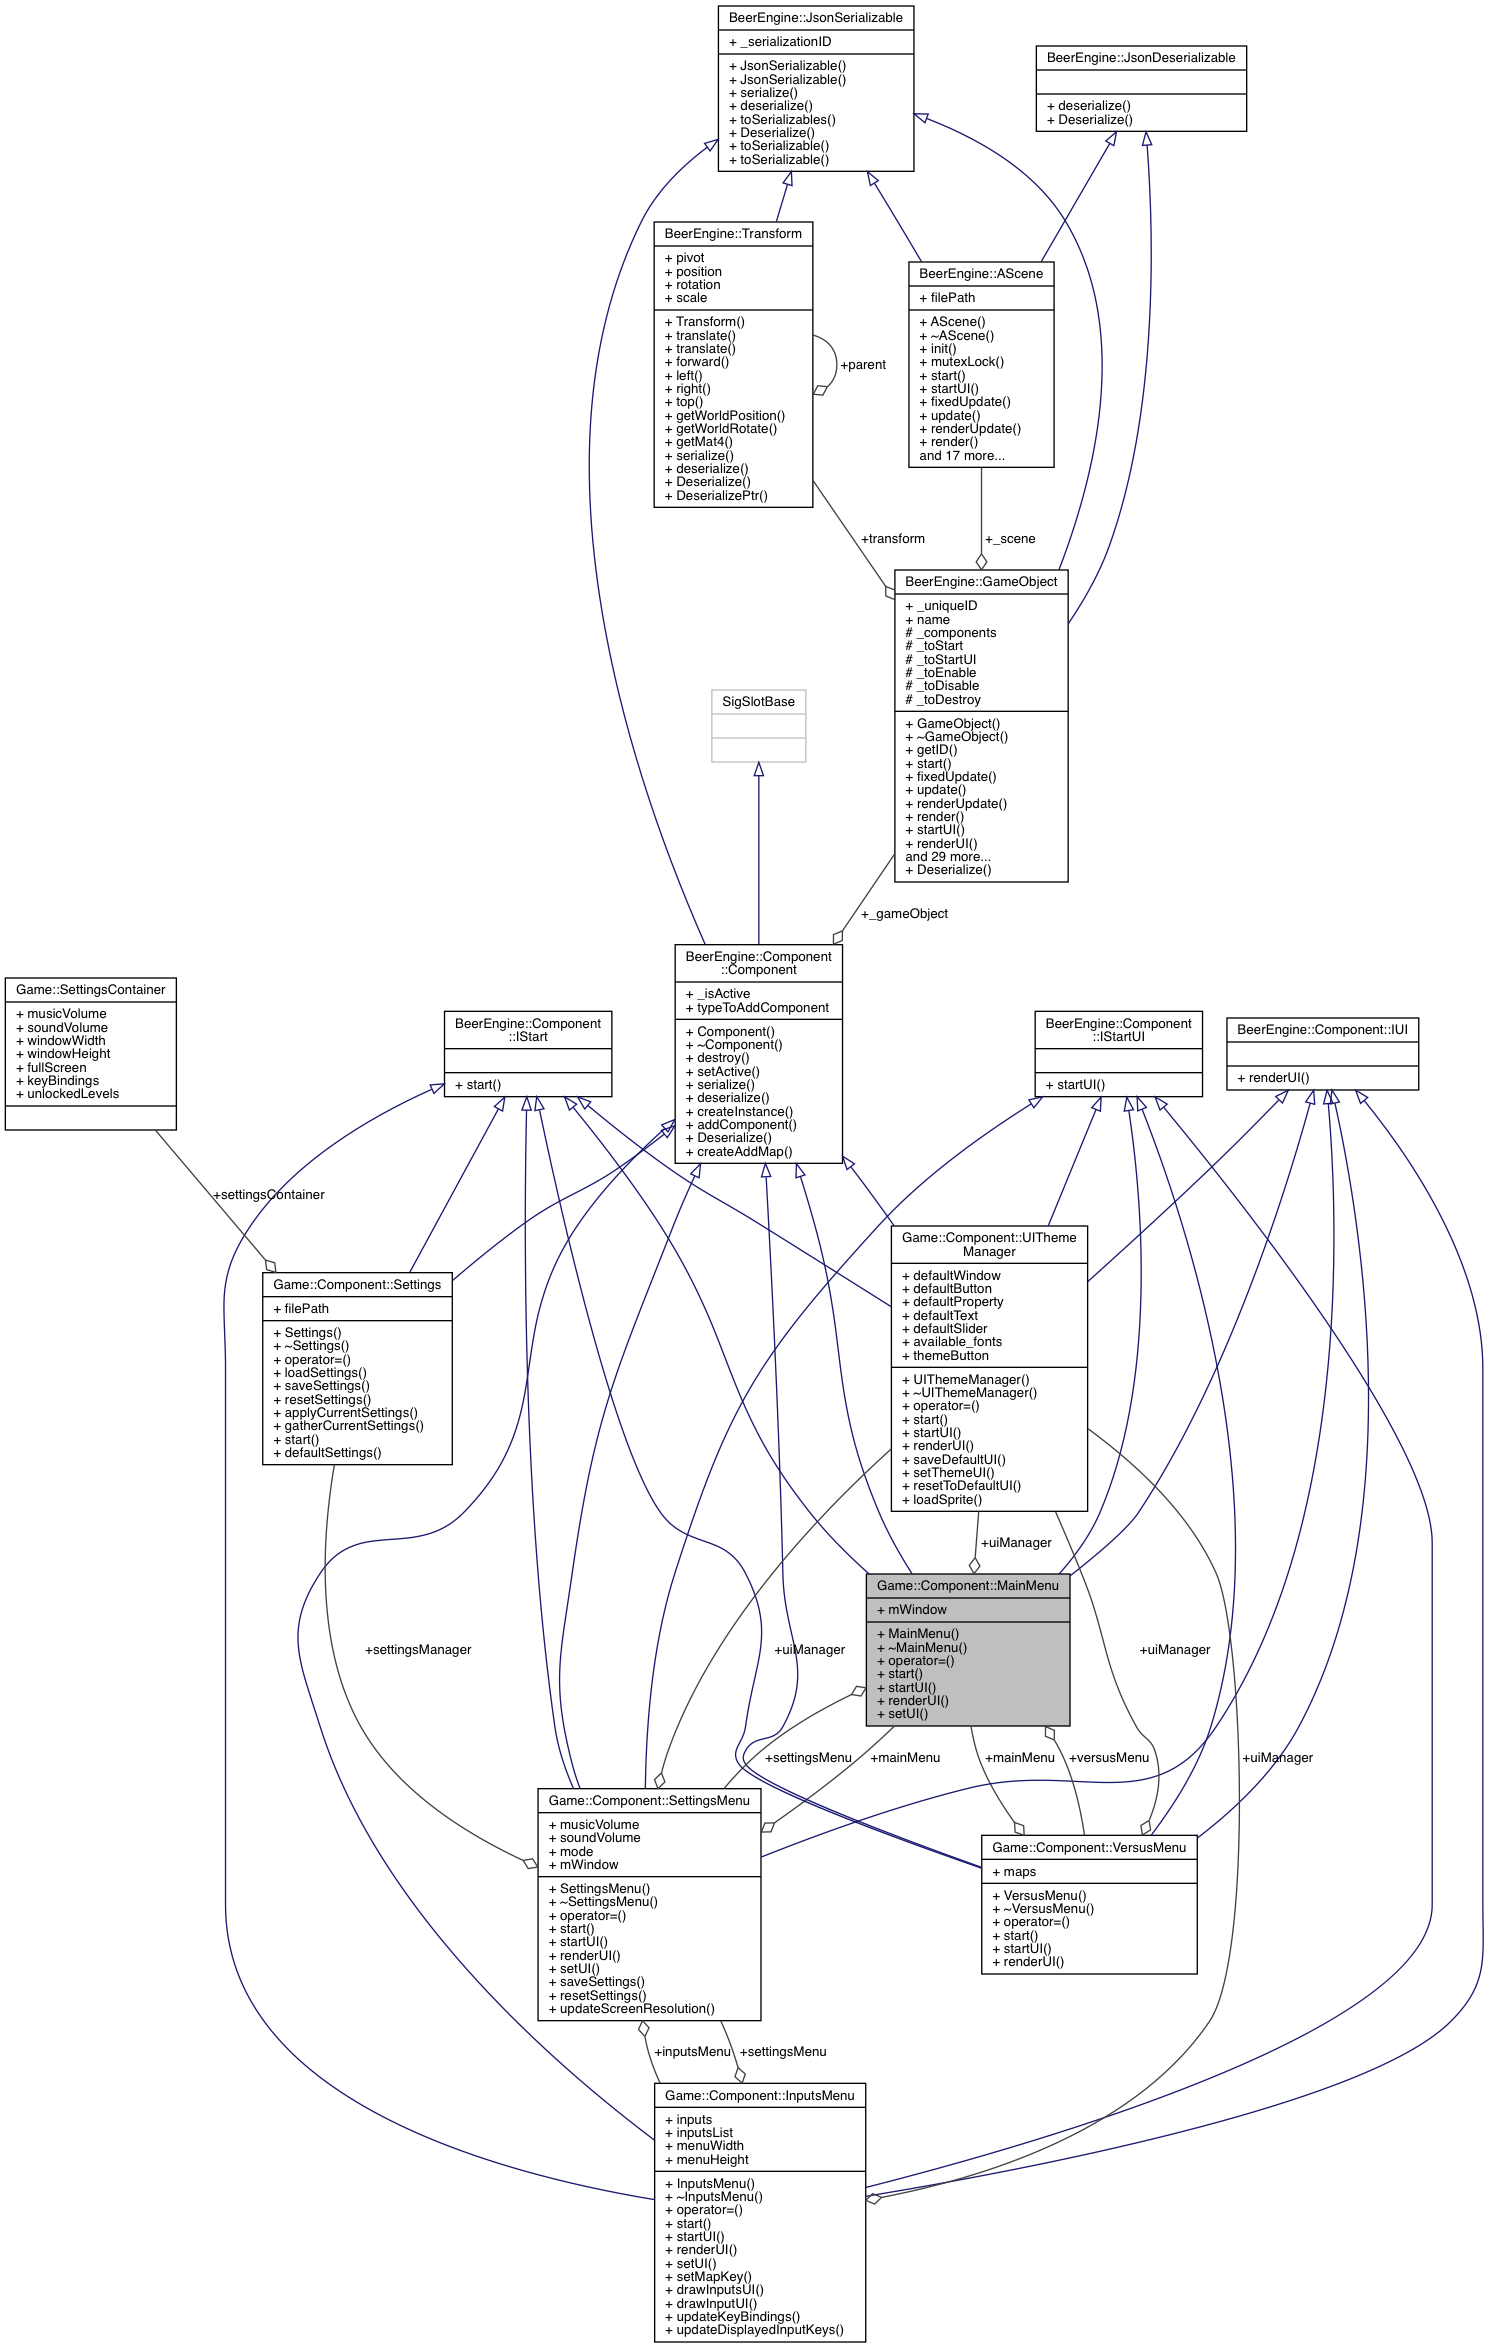 BeerEngine::JsonSerializable
+ _serializationID
+ JsonSerializable()
+ JsonSerializable()
+ serialize()
+ deserialize()
+ toSerializables()
+ Deserialize()
+ toSerializable()
+ toSerializable()
BeerEngine::JsonDeserializable
+ deserialize()
+ Deserialize()
BeerEngine::Transform
+ pivot
+ position
+ rotation
+ scale
+ Transform()
+ translate()
+ translate()
+ forward()
+ left()
+ right()
+ top()
+ getWorldPosition()
+ getWorldRotate()
+ getMat4()
+ serialize()
+ deserialize()
+ Deserialize()
+ DeserializePtr()
+parent
BeerEngine::AScene
+ filePath
+ AScene()
+ ~AScene()
+ init()
+ mutexLock()
+ start()
+ startUI()
+ fixedUpdate()
+ update()
+ renderUpdate()
+ render()
and 17 more...
+transform
+_scene
BeerEngine::GameObject
+ _uniqueID
+ name
# _components
# _toStart
# _toStartUI
# _toEnable
# _toDisable
# _toDestroy
+ GameObject()
+ ~GameObject()
+ getID()
+ start()
+ fixedUpdate()
+ update()
+ renderUpdate()
+ render()
+ startUI()
+ renderUI()
and 29 more...
+ Deserialize()
SigSlotBase
+_gameObject
BeerEngine::Component
::Component
+ _isActive
+ typeToAddComponent
+ Component()
+ ~Component()
+ destroy()
+ setActive()
+ serialize()
+ deserialize()
+ createInstance()
+ addComponent()
+ Deserialize()
+ createAddMap()
Game::SettingsContainer
+ musicVolume
+ soundVolume
+ windowWidth
+ windowHeight
+ fullScreen
+ keyBindings
+ unlockedLevels
BeerEngine::Component
::IStart
+ start()
BeerEngine::Component
::IStartUI
+ startUI()
BeerEngine::Component::IUI
+ renderUI()
+settingsContainer
Game::Component::Settings
+ filePath
+ Settings()
+ ~Settings()
+ operator=()
+ loadSettings()
+ saveSettings()
+ resetSettings()
+ applyCurrentSettings()
+ gatherCurrentSettings()
+ start()
+ defaultSettings()
Game::Component::UITheme
Manager
+ defaultWindow
+ defaultButton
+ defaultProperty
+ defaultText
+ defaultSlider
+ available_fonts
+ themeButton
+ UIThemeManager()
+ ~UIThemeManager()
+ operator=()
+ start()
+ startUI()
+ renderUI()
+ saveDefaultUI()
+ setThemeUI()
+ resetToDefaultUI()
+ loadSprite()
+uiManager
Game::Component::MainMenu
+ mWindow
+ MainMenu()
+ ~MainMenu()
+ operator=()
+ start()
+ startUI()
+ renderUI()
+ setUI()
+settingsManager
+uiManager
+uiManager
+settingsMenu
+mainMenu
+mainMenu
+versusMenu
+uiManager
Game::Component::SettingsMenu
+ musicVolume
+ soundVolume
+ mode
+ mWindow
+ SettingsMenu()
+ ~SettingsMenu()
+ operator=()
+ start()
+ startUI()
+ renderUI()
+ setUI()
+ saveSettings()
+ resetSettings()
+ updateScreenResolution()
Game::Component::VersusMenu
+ maps
+ VersusMenu()
+ ~VersusMenu()
+ operator=()
+ start()
+ startUI()
+ renderUI()
+inputsMenu
+settingsMenu
Game::Component::InputsMenu
+ inputs
+ inputsList
+ menuWidth
+ menuHeight
+ InputsMenu()
+ ~InputsMenu()
+ operator=()
+ start()
+ startUI()
+ renderUI()
+ setUI()
+ setMapKey()
+ drawInputsUI()
+ drawInputUI()
+ updateKeyBindings()
+ updateDisplayedInputKeys()